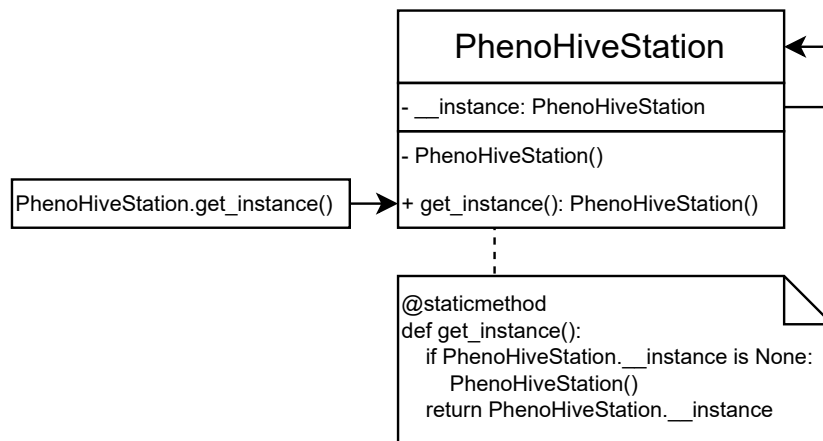 PhenoHiveStation
- __instance: PhenoHiveStation
- PhenoHiveStation()
PhenoHiveStation.get_instance()
+ get_instance(): PhenoHiveStation()
@staticmethod
def get_instance():
    if PhenoHiveStation.__instance is None:
        PhenoHiveStation()
    return PhenoHiveStation.__instance